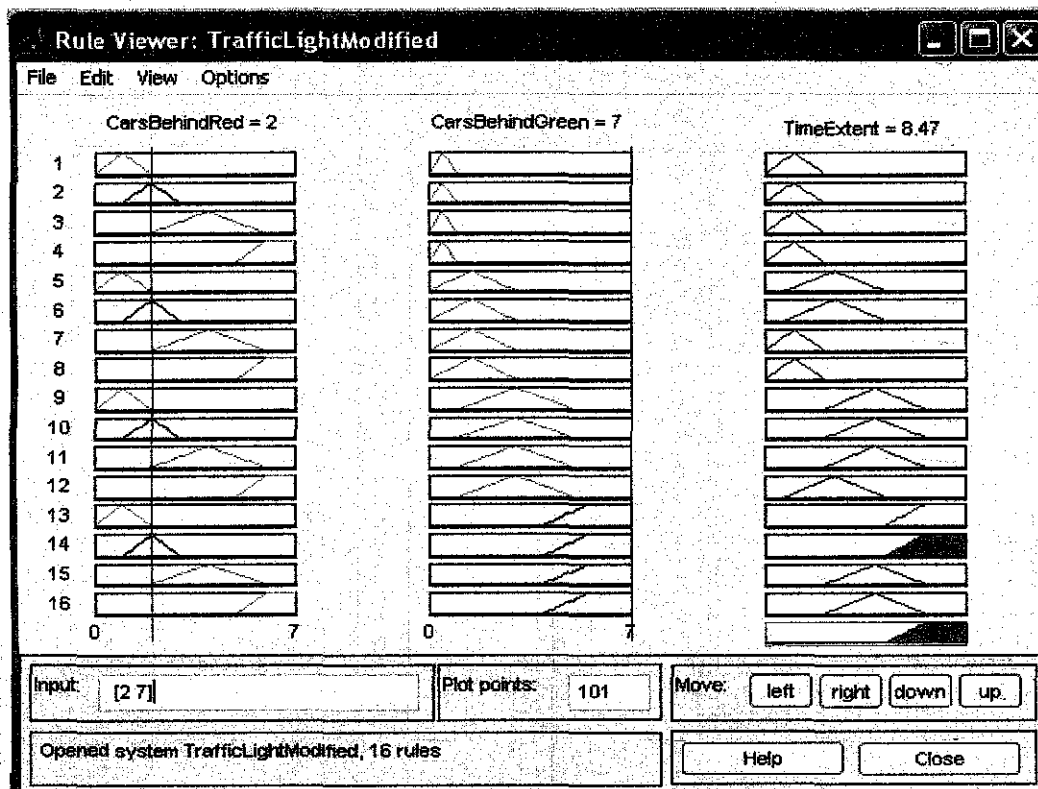 Rule Viewer: TrafficLightModified
File Edit View Options
CarsBehindRed = 2 CarsBehindGreen = 7 TimeExtent = 8.47
1
2
3
4
5
6
7
8
9
10
11
12
13
14
15
16
0 7 0 7
Input: [2 7] Plot points: 101 Move: left right down up
Opened system TrafficLightModified, 16 rules Help Close